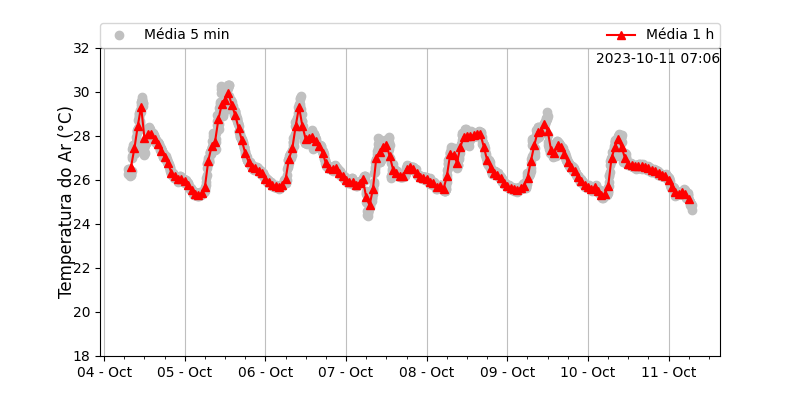 Média 5 min
Média 1 h
2023-10-11 07:06
Temperatura do Ar (°C)
32
30
28
26
24
22
20
18
04 - Oct
05 - Oct
06 - Oct
07 - Oct
08 - Oct
09 - Oct
10 - Oct
11 - Oct